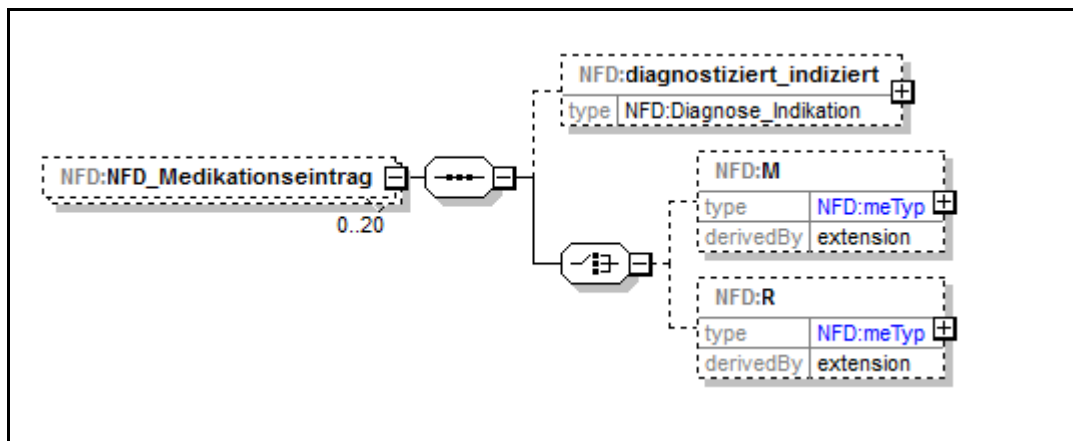 NFD:diagnostiziert_indiziert
type NFD:Diagnose_Indikation
NFD:NFD_Medikationseintrag
0..20
NFD:M
type NFD:meTyp
derivedBy extension
NFD:R
type NFD:meTyp
derivedBy extension